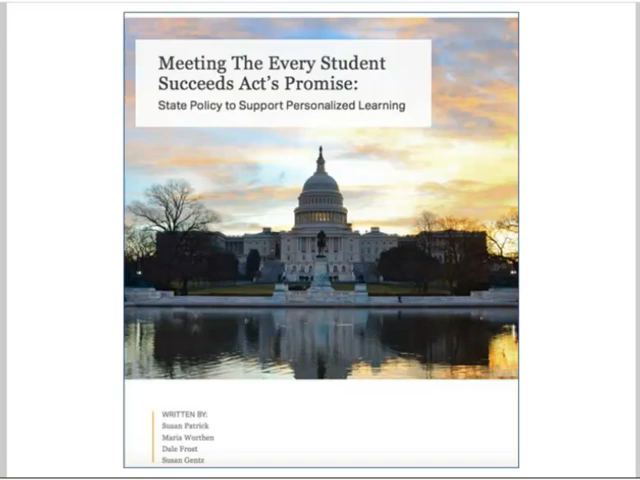 Meeting The Every Student
Succeeds Act's Promise:
State Policy to Support Personalized Learning
WRITTEN BY:
Susan Patrick
Maria Worthen
Dale Frost
Susan Gentz